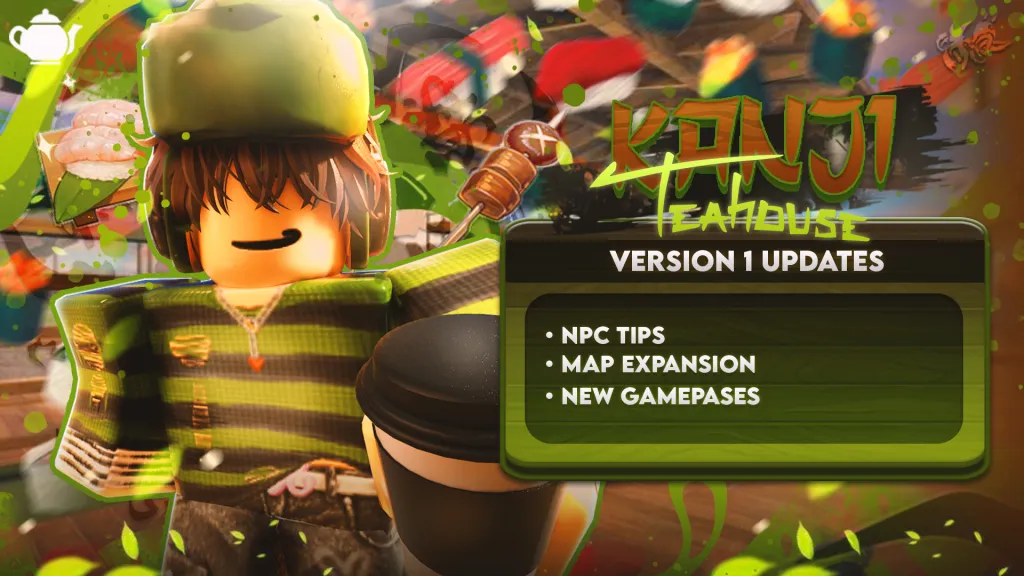 KANJI
TEAHOUSE
VERSION 1 UPDATES
• NPC TIPS
• MAP EXPANSION
• NEW GAMEPASES